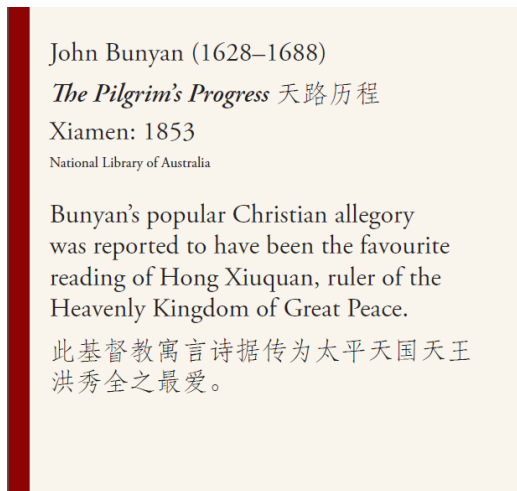 John Bunyan (1628–1688)
The Pilgrim's Progress 天路历程
Xiamen: 1853
National Library of Australia
Bunyan's popular Christian allegory
was reported to have been the favourite
reading of Hong Xiuquan, ruler of the
Heavenly Kingdom of Great Peace.
此基督教寓言诗据传为太平天国天王
洪秀全之最爱。